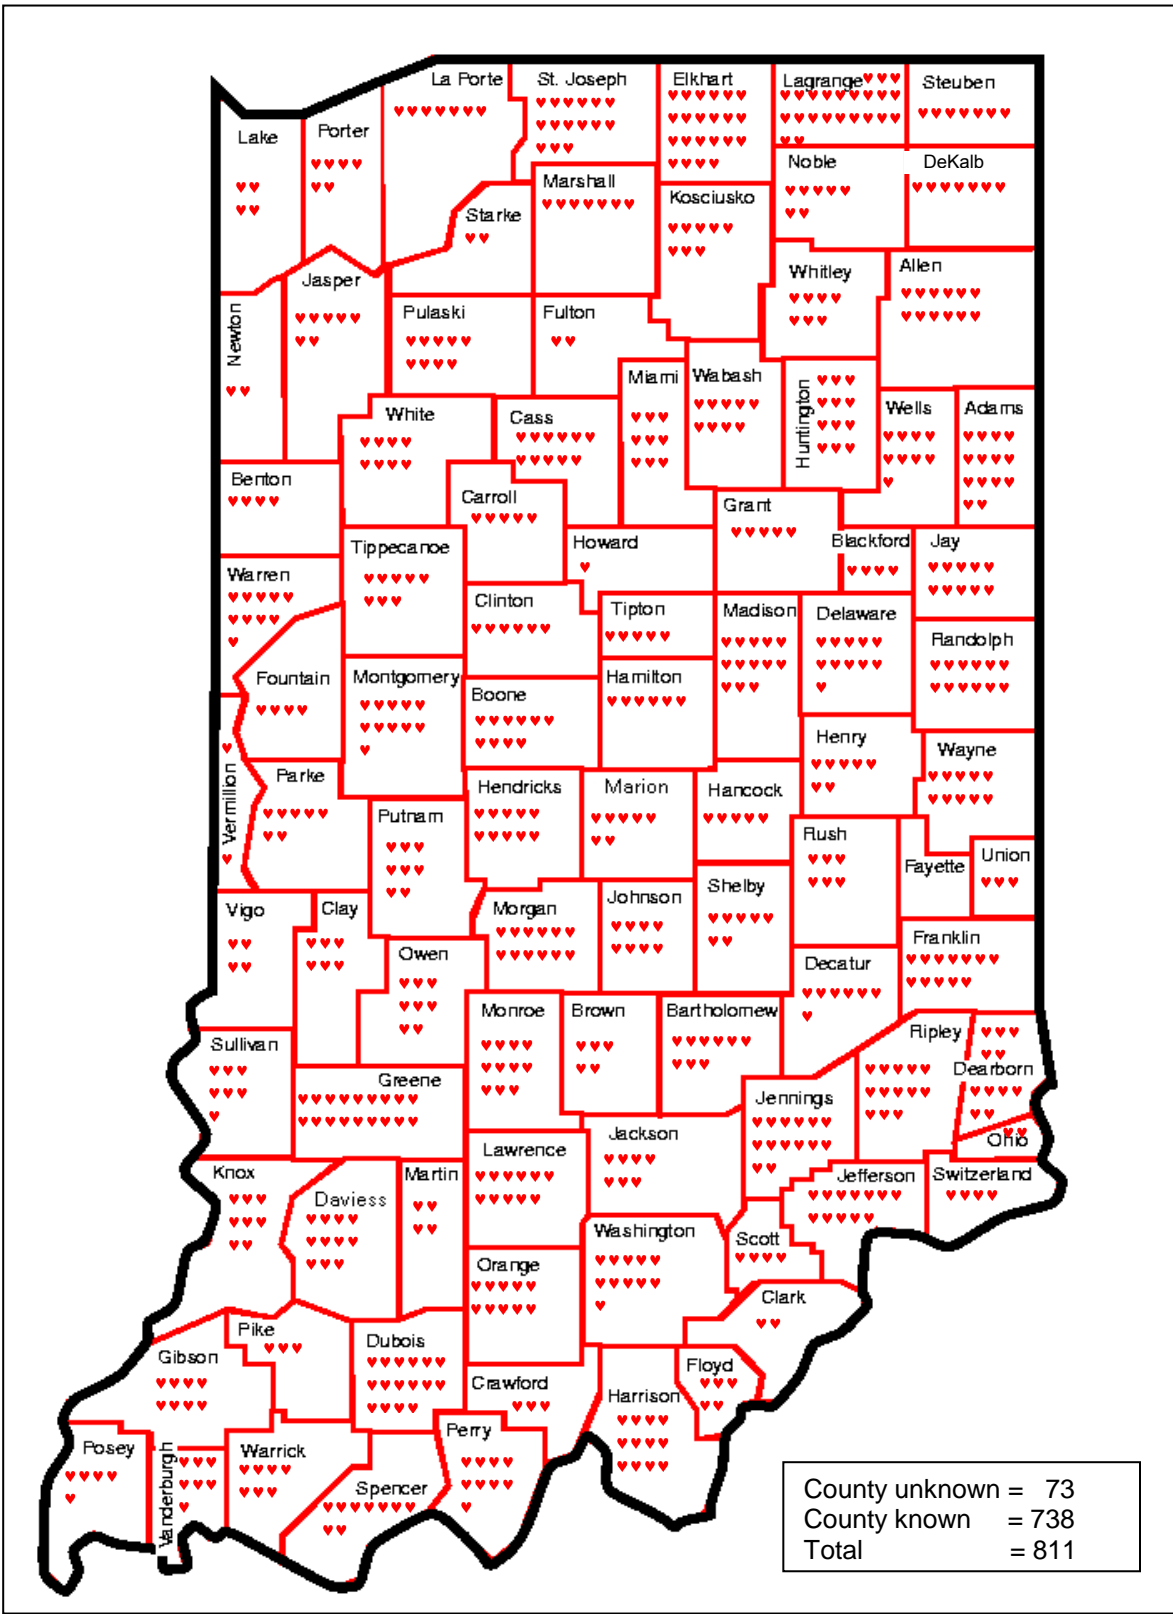 La Porte
St. Joseph
Elkhart
Lagrange
Steuben
Lake
Porter
Noble
DeKalb
Marshall
Kosciusko
Starke
Jasper
Whitley
Allen
Newton
Pulaski
Fulton
Miami
Wabash
Huntington
Wells
Adams
White
Cass
Benton
Carroll
Grant
Tippecanoe
Howard
Blackford
Jay
Warren
Clinton
Tipton
Madison
Delaware
Randolph
Fountain
Montgomery
Boone
Hamilton
Henry
Wayne
Vermillion
Parke
Putnam
Hendricks
Marion
Hancock
Rush
Fayette
Union
Vigo
Clay
Morgan
Johnson
Shelby
Franklin
Owen
Decatur
Monroe
Brown
Bartholomew
Ripley
Sullivan
Dearborn
Greene
Jennings
Jackson
Ohio
Lawrence
Knox
Daviess
Martin
Jefferson
Switzerland
Washington
Scott
Orange
Clark
Pike
Dubois
Gibson
Floyd
Crawford
Harrison
Perry
Posey
Vanderburgh
Warrick
Spencer
County unknown = 73
County known = 738
Total = 811